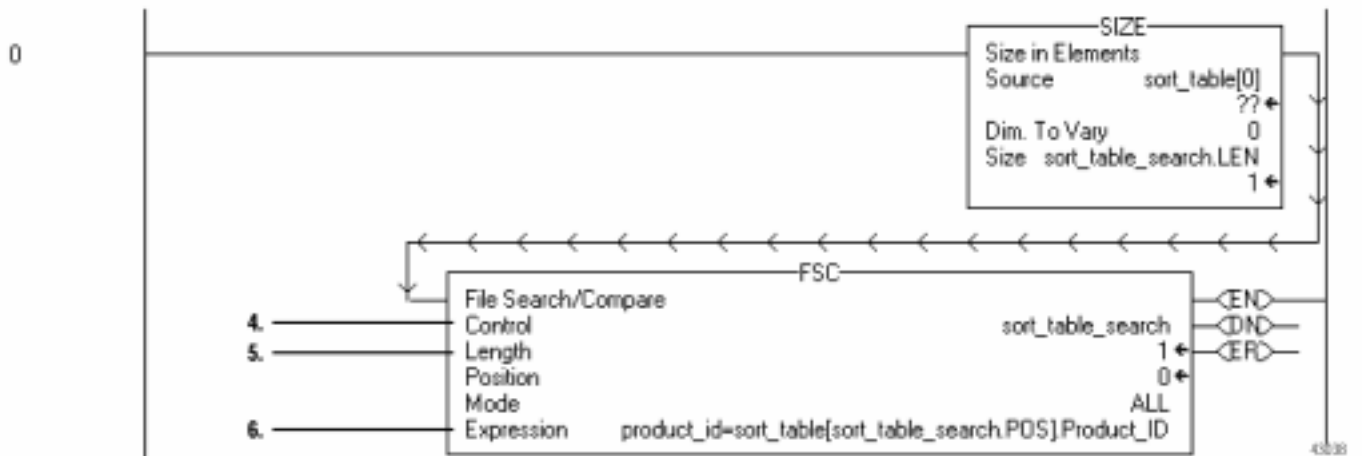 SIZE
0
Size in Elements
Source sort_table[0]
??
Dim. To Vary 0
Size sort_table_search.LEN
1
FSC
File Search/Compare EN
4. Control sort_table_search DN
5. Length 1 ER
Position 0
Mode ALL
6. Expression product_id=sort_table[sort_table_search.POS].Product_ID